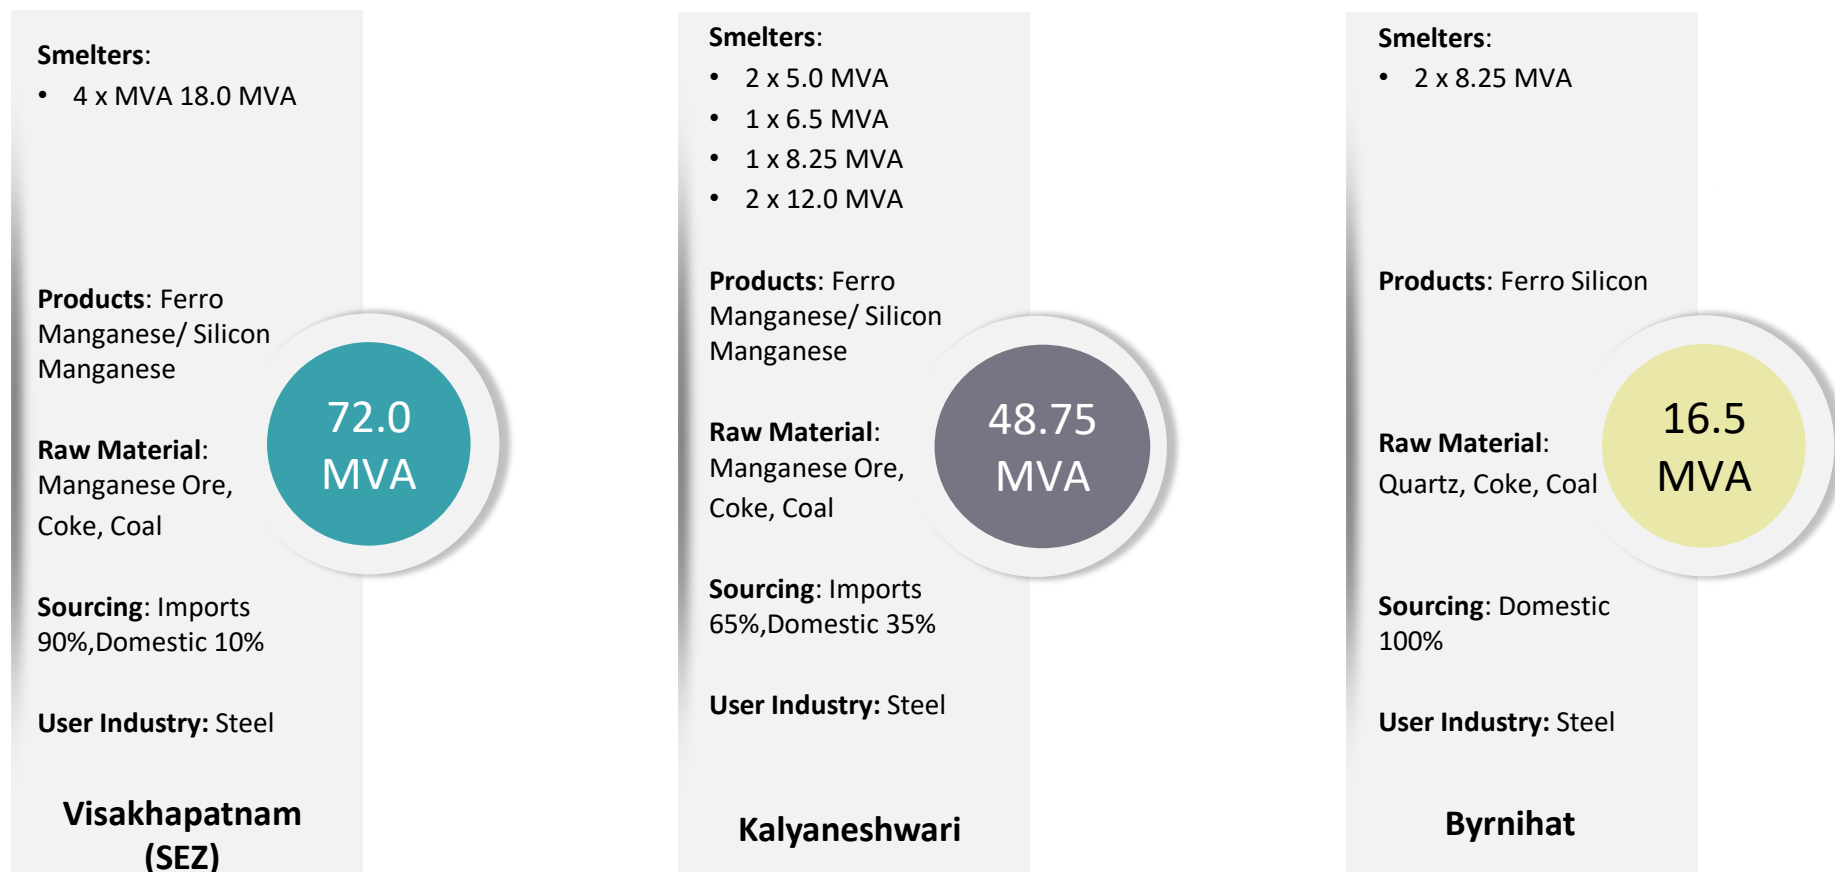 Smelters:
• 4 x MVA 18.0 MVA
Products: Ferro
Manganese/ Silicon
Manganese
Raw Material:
Manganese Ore,
Coke, Coal
Sourcing: Imports
90%,Domestic 10%
User Industry: Steel
72.0
MVA
Visakhapatnam
(SEZ)
Smelters:
• 2 x 5.0 MVA
• 1 x 6.5 MVA
• 1 x 8.25 MVA
• 2 x 12.0 MVA
Products: Ferro
Manganese/ Silicon
Manganese
Raw Material:
Manganese Ore,
Coke, Coal
Sourcing: Imports
65%,Domestic 35%
User Industry: Steel
48.75
MVA
Kalyaneshwari
Smelters:
• 2 x 8.25 MVA
Products: Ferro Silicon
Raw Material:
Quartz, Coke, Coal
Sourcing: Domestic
100%
User Industry: Steel
16.5
MVA
Byrnihat